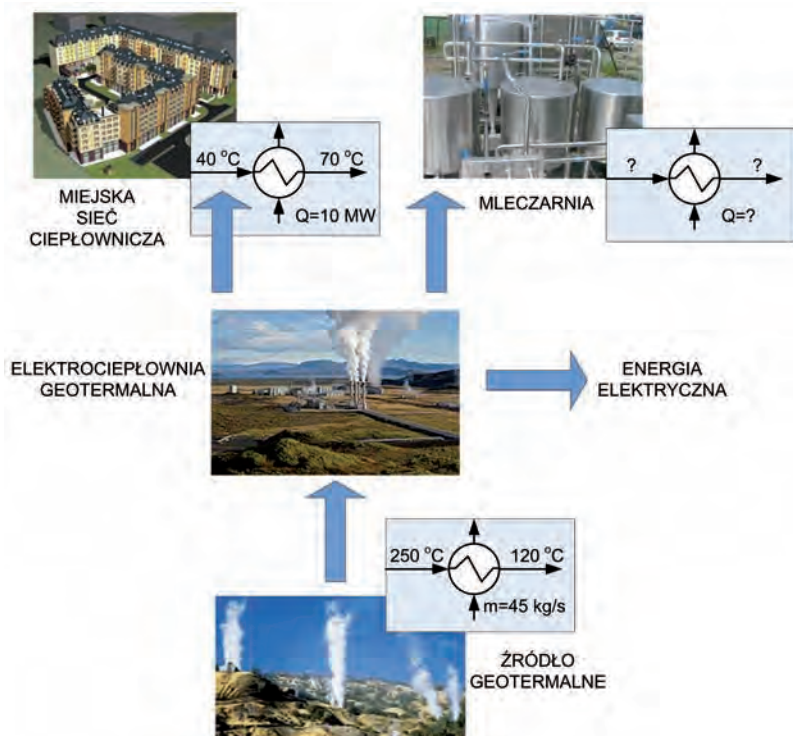 40 °C
70 °C
Q=10 MW
MIEJSKA
SIEĆ
CIEPŁOWNICZA
?
?
Q=?
MLECZARNIA
ELEKTROCIEPŁOWNIA
GEOTERMALNA
ENERGIA
ELEKTRYCZNA
250 °C
120 °C
m=45 kg/s
ŹRÓDŁO
GEOTERMALNE